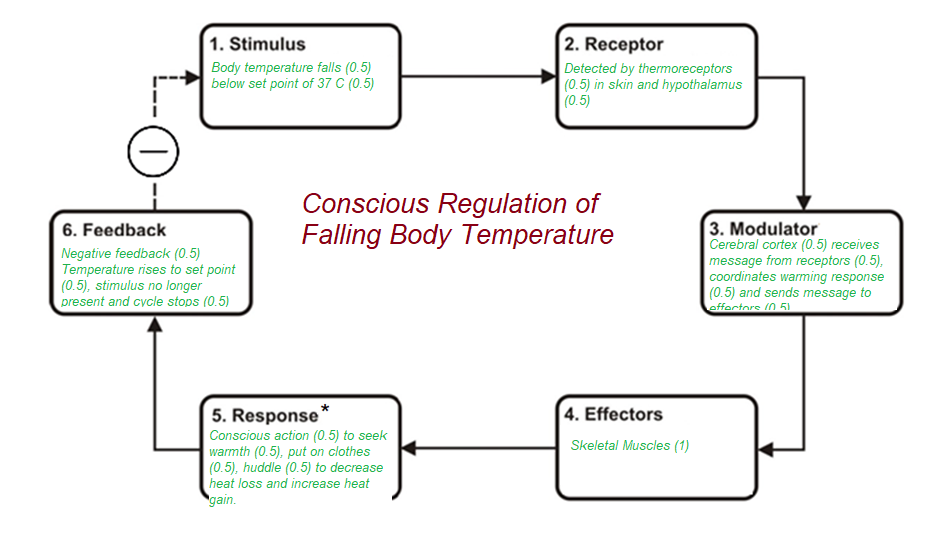 1. Stimulus
Body temperature falls (0.5)
below set point of 37 C (0.5)
2. Receptor
Detected by thermoreceptors
(0.5) in skin and hypothalamus
(0.5)
Conscious Regulation of
Falling Body Temperature
3. Modulator
Cerebral cortex (0.5) receives
message from receptors (0.5),
coordinates warming response
(0.5) and sends message to
effectors (0.5)
4. Effectors
Skeletal Muscles (1)
5. Response*
Conscious action (0.5) to seek
warmth (0.5), put on clothes
(0.5), huddle (0.5) to decrease
heat loss and increase heat
gain.
6. Feedback
Negative feedback (0.5)
Temperature rises to set point
(0.5), stimulus no longer
present and cycle stops (0.5)